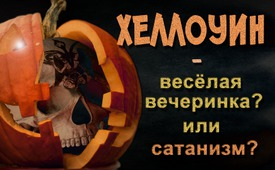 ХЕЛЛОУИН
-
весёлая
вечеринка?
или
сатанизм?